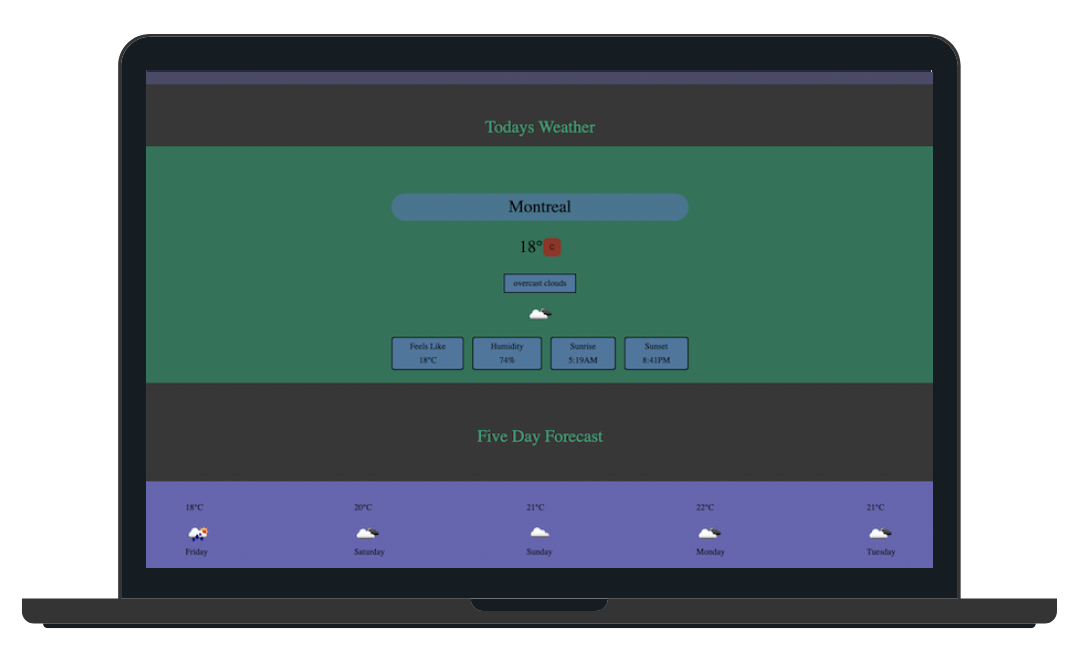 Todays Weather
Montreal
18° C
overcast clouds
Feels Like Humidity Sunrise Sunset
18°C 74% 5:19AM 8:41PM
Five Day Forecast
18°C 20°C 21°C 22°C 21°C
Friday Saturday Sunday Monday Tuesday